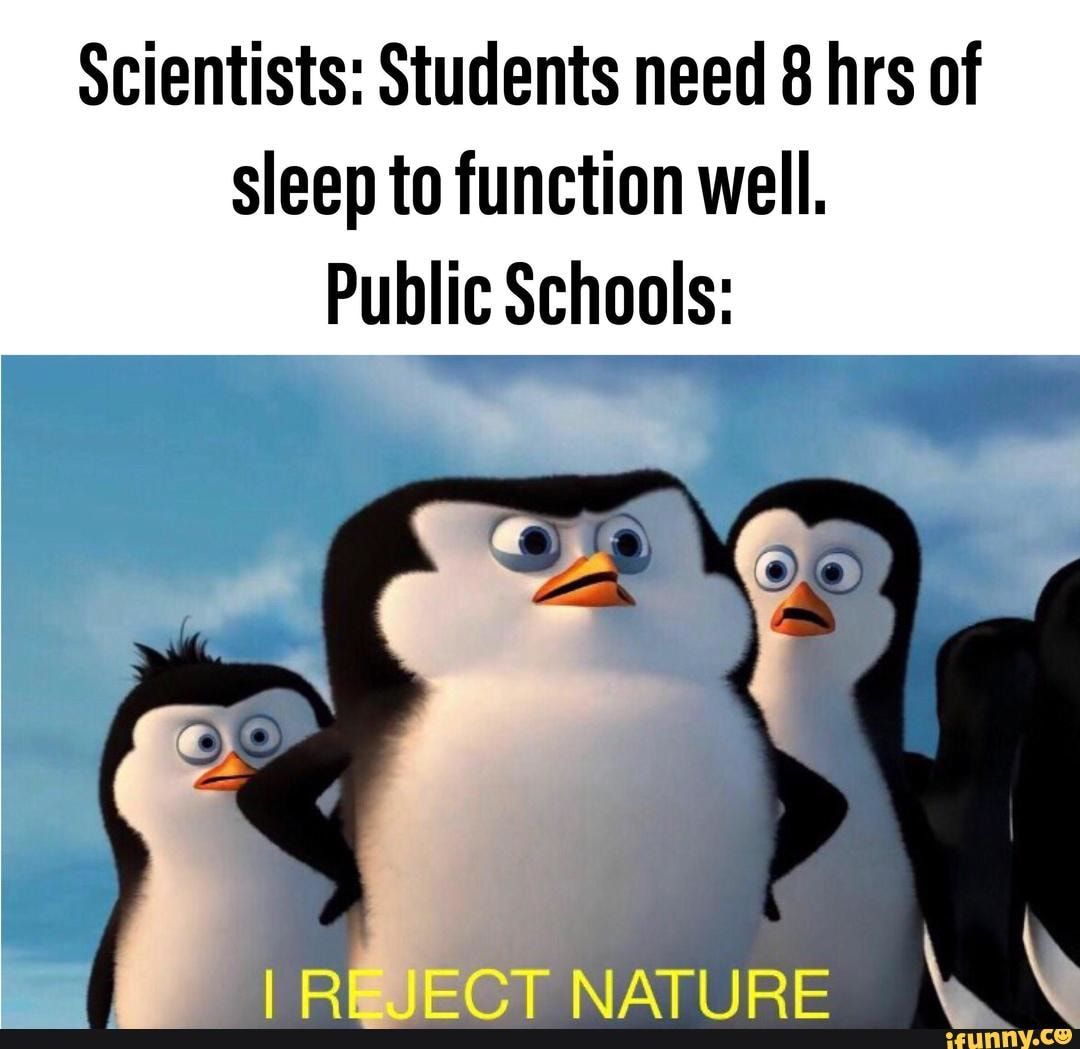 Scientists: Students need 8 hrs of
sleep to function well.
Public Schools:
I REJECT NATURE
ifunny.co